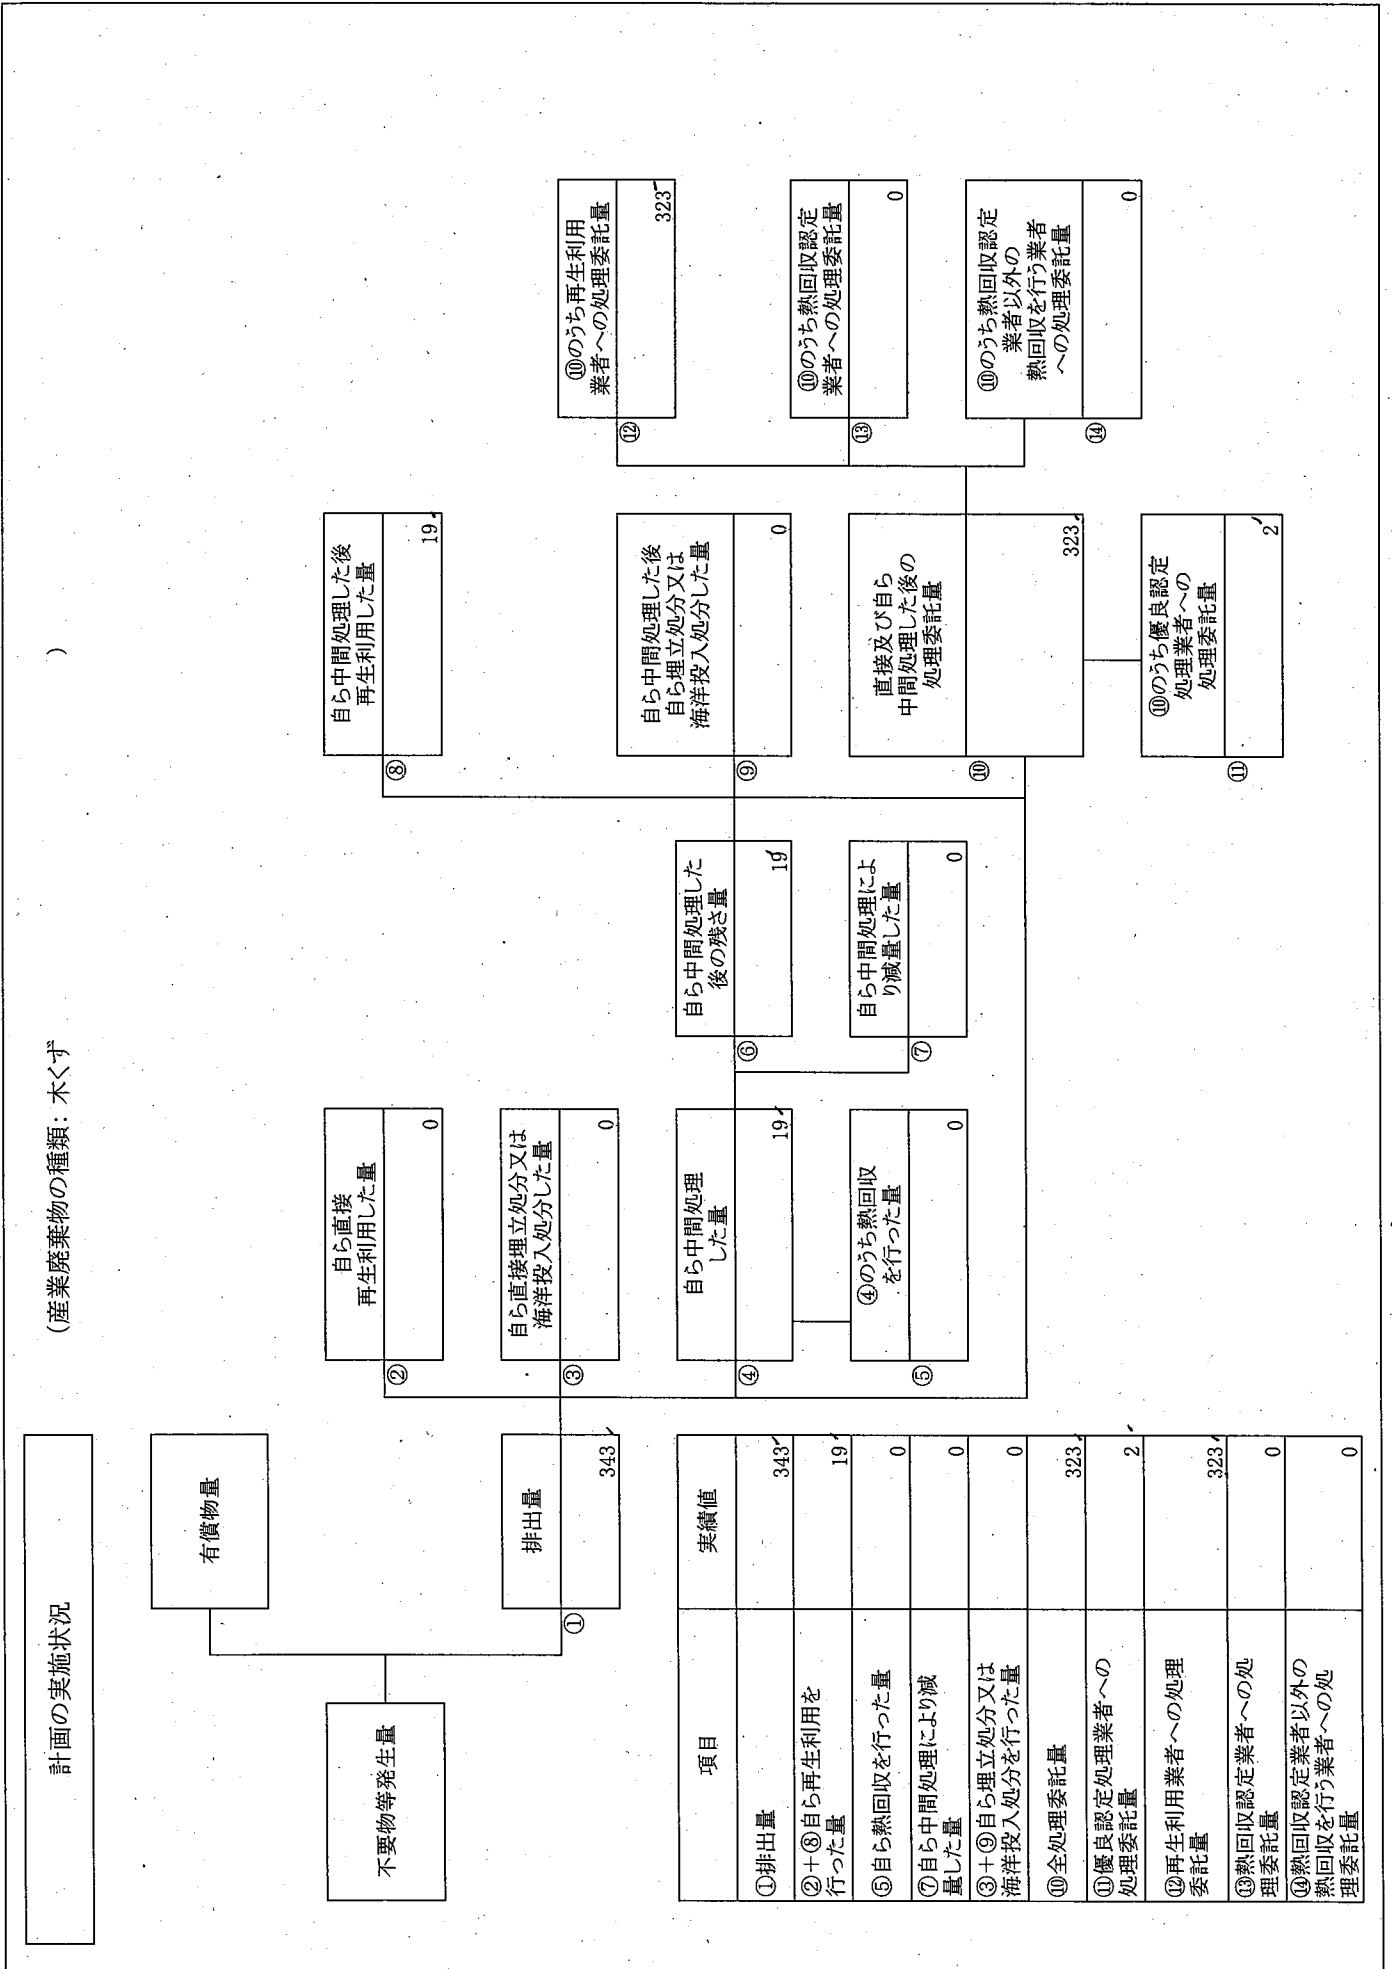 計画の実施状況
（産業廃棄物の種類：木くず
）
不要物等発生量
有償物量
①
排出量
343
②
自ら直接
再生利用した量
0
③
自ら直接埋立処分又は
海洋投入処分した量
0
④
自ら中間処理
した量
19
⑤
④のうち熱回収
を行った量
0
⑥
自ら中間処理した
後の残さ量
19
⑦
自ら中間処理によ
り減量した量
0
⑧
自ら中間処理した後
再生利用した量
19
⑨
自ら中間処理した後
自ら埋立処分又は
海洋投入処分した量
0
⑩
直接及び自ら
中間処理した後の
処理委託量
323
⑪
⑩のうち優良認定
処理業者への
処理委託量
2
⑫
⑩のうち再生利用
業者への処理委託量
323
⑬
⑩のうち熱回収認定
業者への処理委託量
0
⑭
⑩のうち熱回収認定
業者以外の
熱回収を行う業者
への処理委託量
0
項目 実績値
①排出量 343
②＋⑧自ら再生利用を
行った量 19
⑤自ら熱回収を行った量 0
⑦自ら中間処理により減
量した量 0
③＋⑨自ら埋立処分又は
海洋投入処分を行った量 0
⑩全処理委託量 323
⑪優良認定処理業者への
処理委託量 2
⑫再生利用業者への処理
委託量 323
⑬熱回収認定業者への処
理委託量 0
⑭熱回収認定業者以外の
熱回収を行う業者への処
理委託量 0